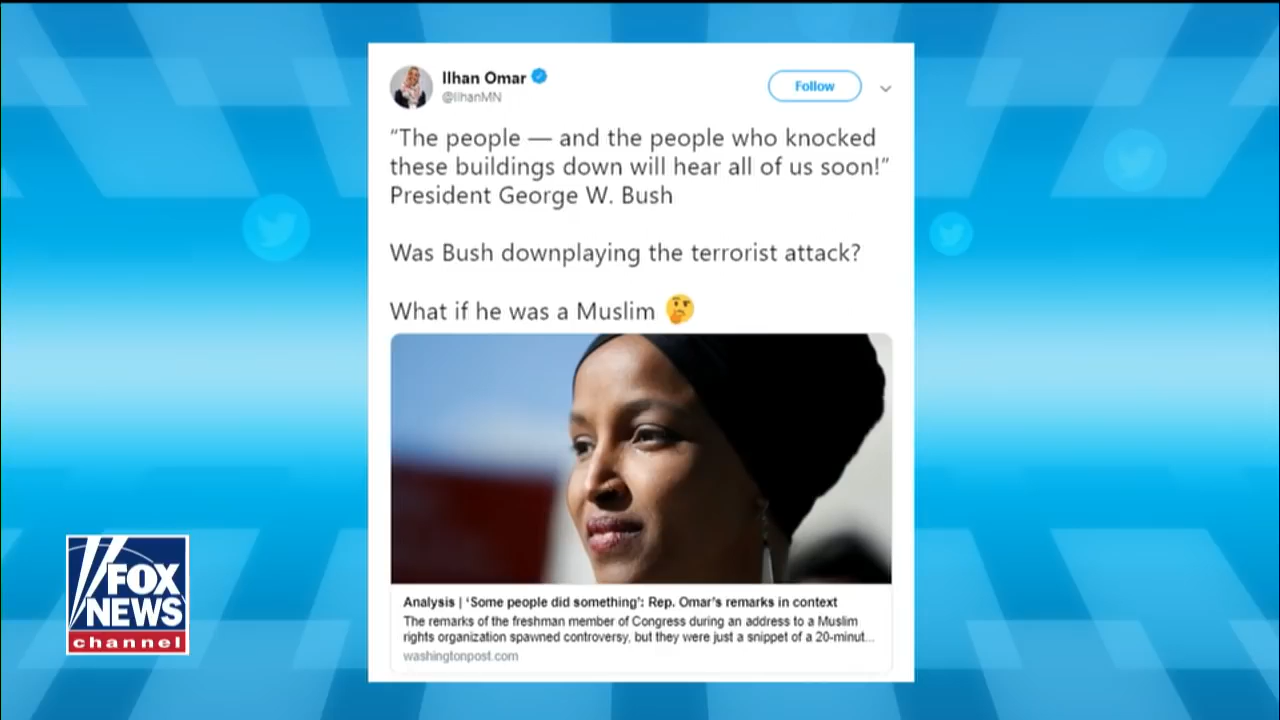 Ilhan Omar
@IlhanMN
Follow
“The people — and the people who knocked
these buildings down will hear all of us soon!”
President George W. Bush
Was Bush downplaying the terrorist attack?
What if he was a Muslim 🤔
Analysis | ‘Some people did something’: Rep. Omar’s remarks in context
The remarks of the freshman member of Congress during an address to a Muslim
rights organization spawned controversy, but they were just a snippet of a 20-minut...
washingtonpost.com
FOX
NEWS
channel